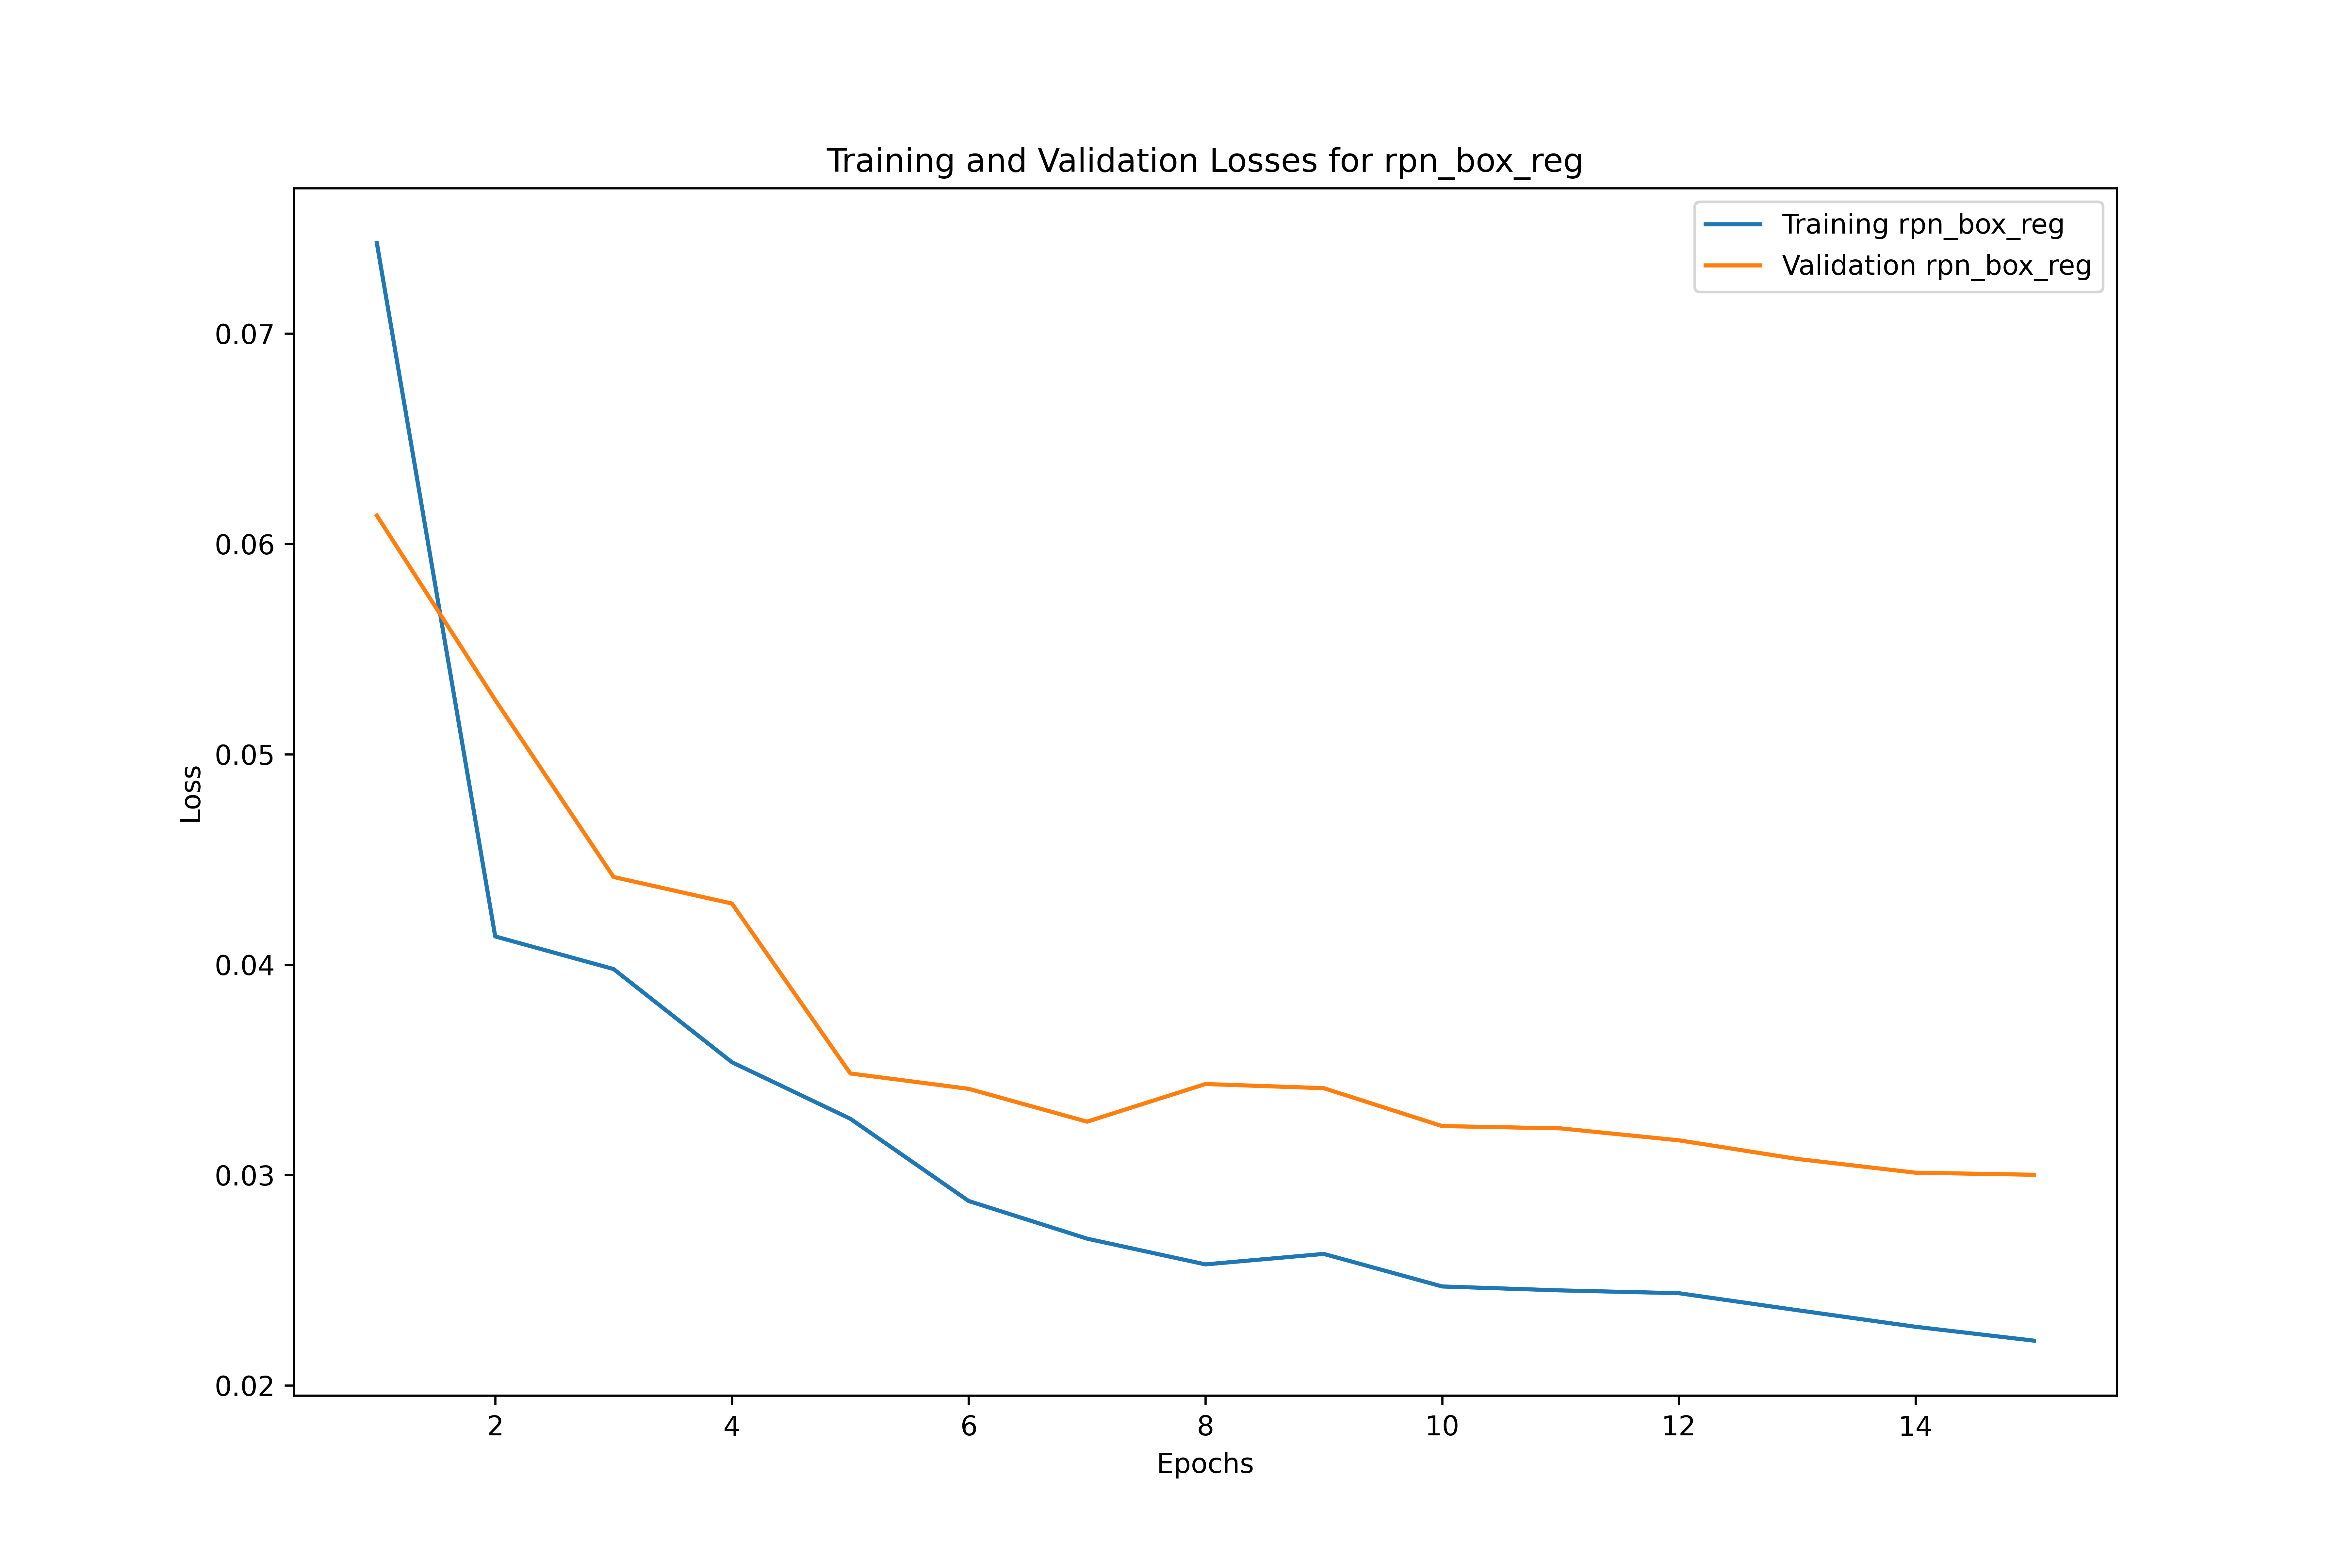 Training and Validation Losses for rpn_box_reg
Training rpn_box_reg
Validation rpn_box_reg
0.07
0.06
0.05
0.04
0.03
0.02
Loss
2 4 6 8 10 12 14
Epochs